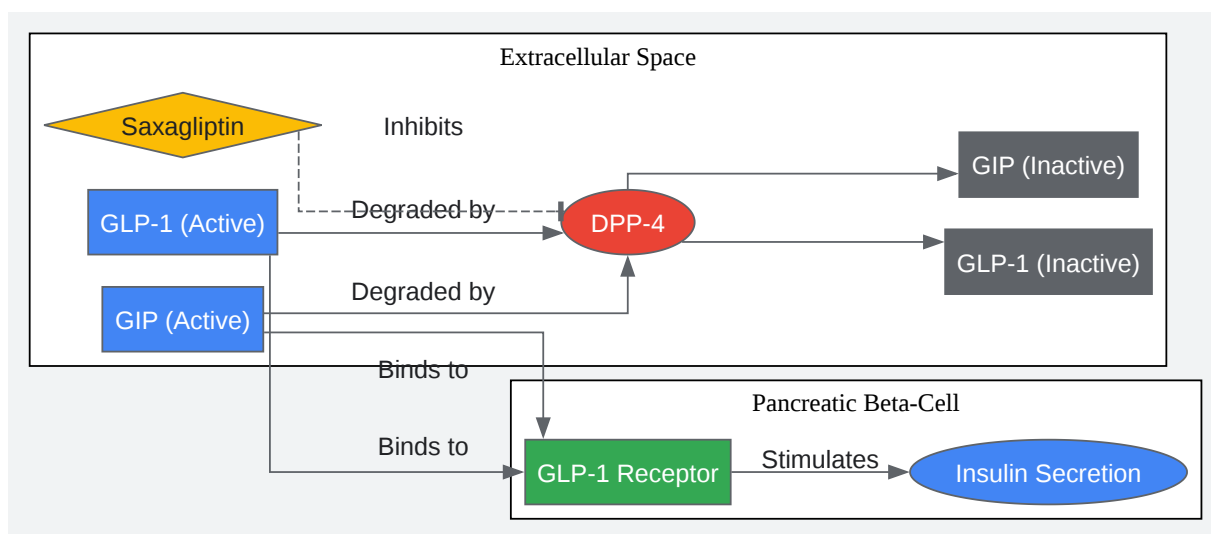 Extracellular Space
Saxagliptin
Inhibits
GIP (Inactive)
GLP-1 (Active)
Degraded by
DPP-4
GLP-1 (Inactive)
Degraded by
GIP (Active)
Binds to
Pancreatic Beta-Cell
Binds to
GLP-1 Receptor
Stimulates
Insulin Secretion